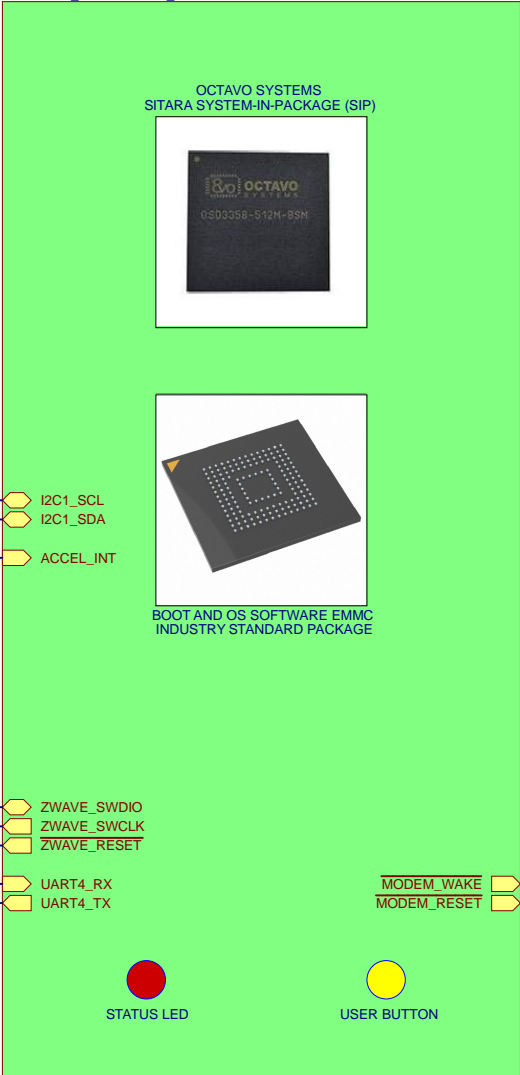 OCTAVO SYSTEMS
SITARA SYSTEM-IN-PACKAGE (SIP)
OCTAVO
SYSTEMS
OSD3358-512M-BSM
I2C1_SCL
I2C1_SDA
ACCEL_INT
BOOT AND OS SOFTWARE EMMC
INDUSTRY STANDARD PACKAGE
ZWAVE_SWDIO
ZWAVE_SWCLK
ZWAVE_RESET
UART4_RX
MODEM_WAKE
UART4_TX
MODEM_RESET
STATUS LED
USER BUTTON